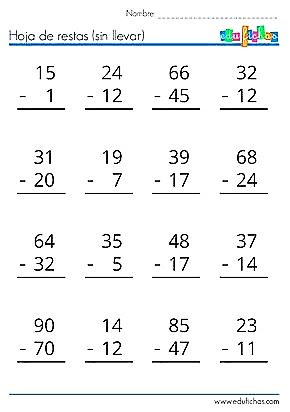 Nombre:
Hoja de restas (sin llevar)
edufichas
15 24 66 32
- 1 - 12 - 45 - 12
31 19 39 68
- 20 - 7 - 17 - 24
64 35 48 37
- 32 - 5 - 17 - 14
90 14 85 23
- 70 - 12 - 47 - 11
www.edufichas.com